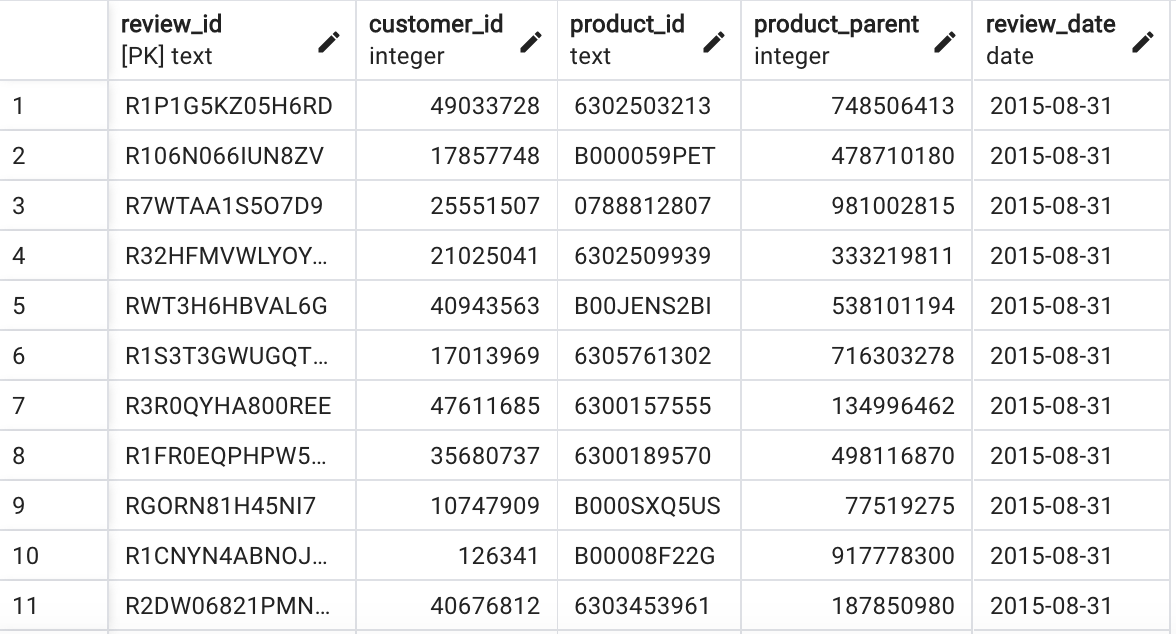 review_id customer_id product_id product_parent review_date
[PK] text integer text integer date
1 R1P1G5KZ05H6RD 49033728 6302503213 748506413 2015-08-31
2 R106N066IUN8ZV 17857748 B000059PET 478710180 2015-08-31
3 R7WTAA1S5O7D9 25551507 0788812807 981002815 2015-08-31
4 R32HFMVWLYOY... 21025041 6302509939 333219811 2015-08-31
5 RWT3H6HBVAL6G 40943563 B00JENS2BI 538101194 2015-08-31
6 R1S3T3GWUGQT... 17013969 6305761302 716303278 2015-08-31
7 R3R0QYHA800REE 47611685 6300157555 134996462 2015-08-31
8 R1FR0EQPHPW5... 35680737 6300189570 498116870 2015-08-31
9 RGORN81H45NI7 10747909 B000SXQ5US 77519275 2015-08-31
10 R1CNYN4ABNOJ... 126341 B00008F22G 917778300 2015-08-31
11 R2DW06821PMN... 40676812 6303453961 187850980 2015-08-31